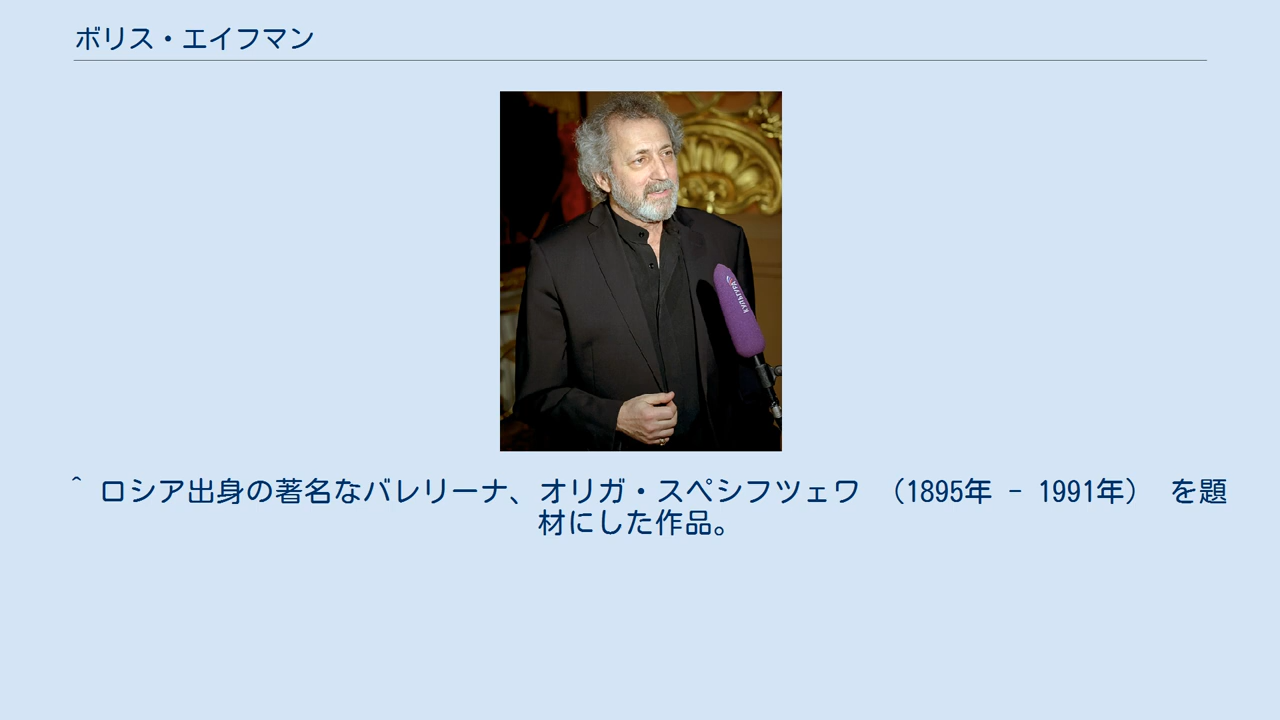 ボリス・エイフマン
КУЛЬТУРА
^ ロシア出身の著名なバレリーナ、オリガ・スペシフツェワ （1895年 - 1991年） を題
材にした作品。